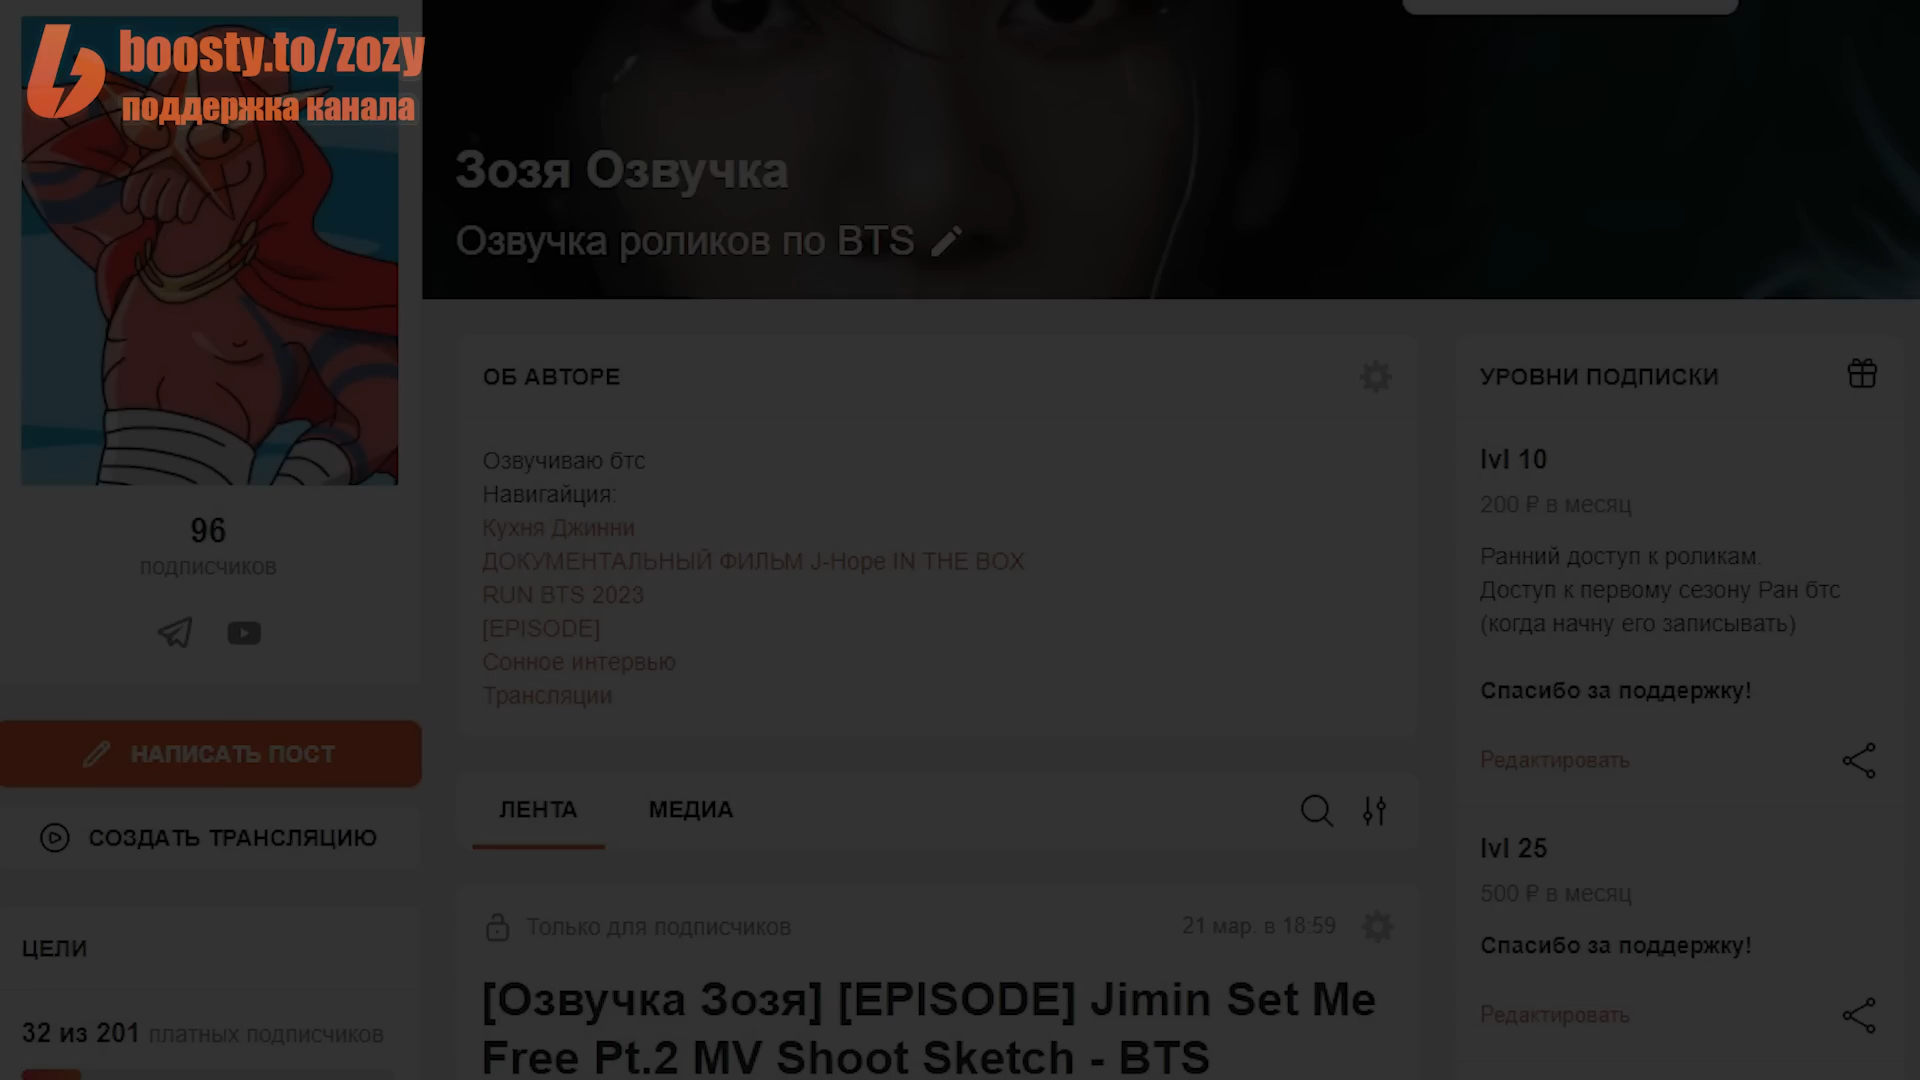 boosty.to/zozy
поддержка канала
Зозя Озвучка
Озвучка роликов по BTS
96
подписчиков
НАПИСАТЬ ПОСТ
СОЗДАТЬ ТРАНСЛЯЦИЮ
ЦЕЛИ
32 из 201 платных подписчиков
ОБ АВТОРЕ
Озвучиваю бтс
Навигайция:
Кухня Джинни
ДОКУМЕНТАЛЬНЫЙ ФИЛЬМ J-Hope IN THE BOX
RUN BTS 2023
[EPISODE]
Сонное интервью
Трансляции
ЛЕНТА МЕДИА
Только для подписчиков 21 мар. в 18:59
[Озвучка Зозя] [EPISODE] Jimin Set Me
Free Pt.2 MV Shoot Sketch - BTS
УРОВНИ ПОДПИСКИ
lvl 10
200 ₽ в месяц
Ранний доступ к роликам.
Доступ к первому сезону Ран бтс
(когда начну его записывать)
Спасибо за поддержку!
Редактировать
lvl 25
500 ₽ в месяц
Спасибо за поддержку!
Редактировать